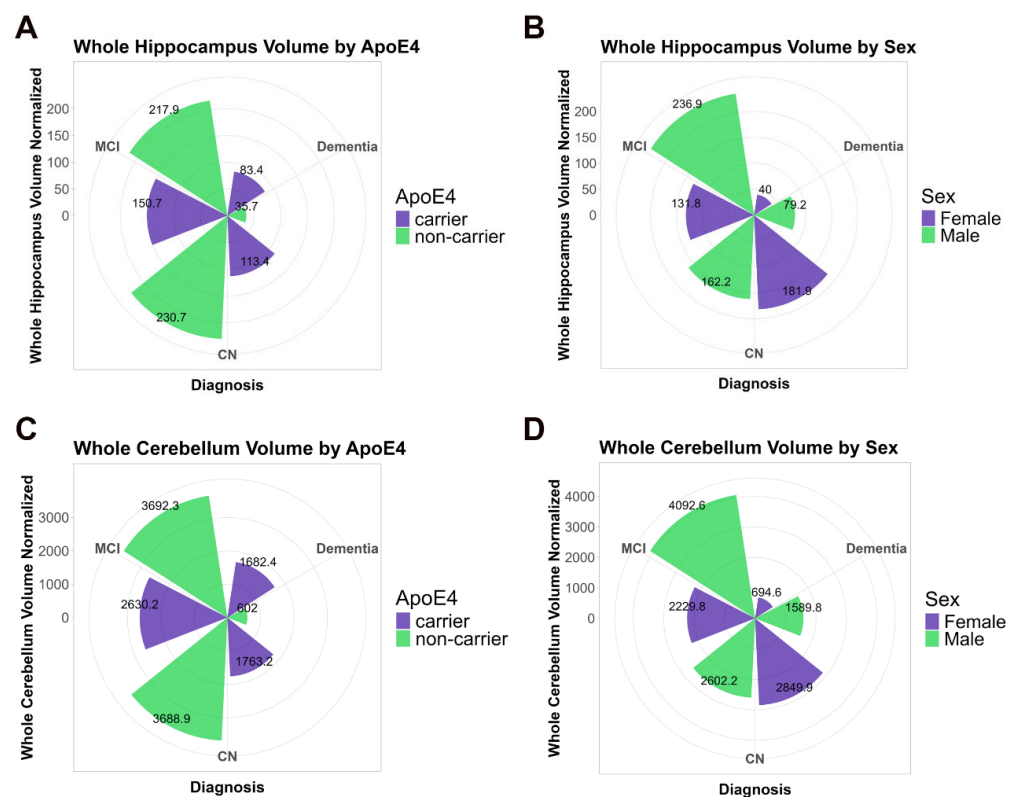 A
Whole Hippocampus Volume by ApoE4
Whole Hippocampus Volume Normalized
200
150
100
50
0
MCI
Dementia
CN
217.9
83.4
150.7
35.7
113.4
230.7
Diagnosis
ApoE4
carrier
non-carrier
B
Whole Hippocampus Volume by Sex
Whole Hippocampus Volume Normalized
200
150
100
50
0
MCI
Dementia
CN
236.9
40
131.8
79.2
162.2
181.9
Diagnosis
Sex
Female
Male
C
Whole Cerebellum Volume by ApoE4
Whole Cerebellum Volume Normalized
3000
2000
1000
0
MCI
Dementia
CN
3692.3
1682.4
2630.2
602
1763.2
3688.9
Diagnosis
ApoE4
carrier
non-carrier
D
Whole Cerebellum Volume by Sex
Whole Cerebellum Volume Normalized
4000
3000
2000
1000
0
MCI
Dementia
CN
4092.6
694.6
2229.8
1589.8
2602.2
2849.9
Diagnosis
Sex
Female
Male